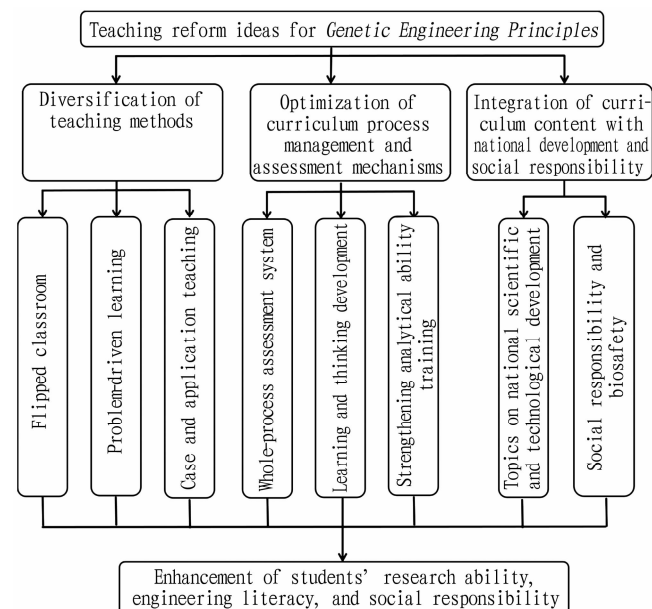 Teaching reform ideas for Genetic Engineering Principles
Diversification of
teaching methods
Optimization of
curriculum process
management and
assessment mechanisms
Integration of curri-
culum content with
national development and
social responsibility
Flipped classroom
Problem-driven learning
Case and application teaching
Whole-process assessment system
Learning and thinking development
Strengthening analytical ability
training
Topics on national scientific
and technological development
Social responsibility and
biosafety
Enhancement of students’ research ability,
engineering literacy, and social responsibility